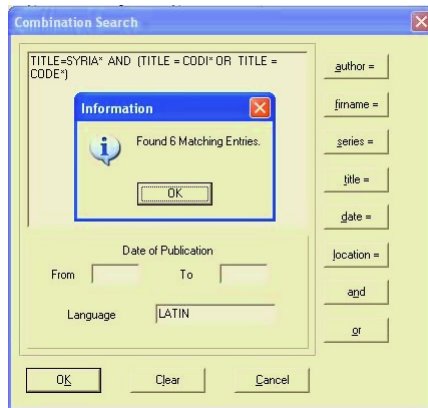 Combination Search
TITLE=SYRIA* AND (TITLE = CODI* OR TITLE =
CODE*)
Information
Found 6 Matching Entries.
OK
author =
firname =
series =
title =
date =
location =
and
or
Date of Publication
From To
Language LATIN
OK Clear Cancel